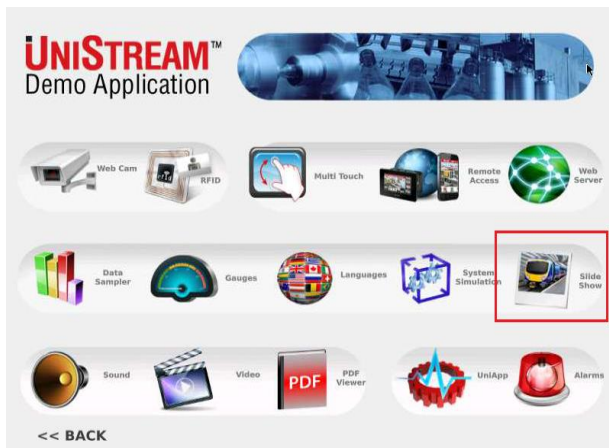 UNISTREAM™
Demo Application
Web Cam
rfid
RFID
Multi Touch
Remote
Access
Web
Server
Data
Sampler
Gauges
Languages
System
Simulation
Slide
Show
Sound
Video
PDF
PDF
Viewer
UniApp
Alarms
<< BACK